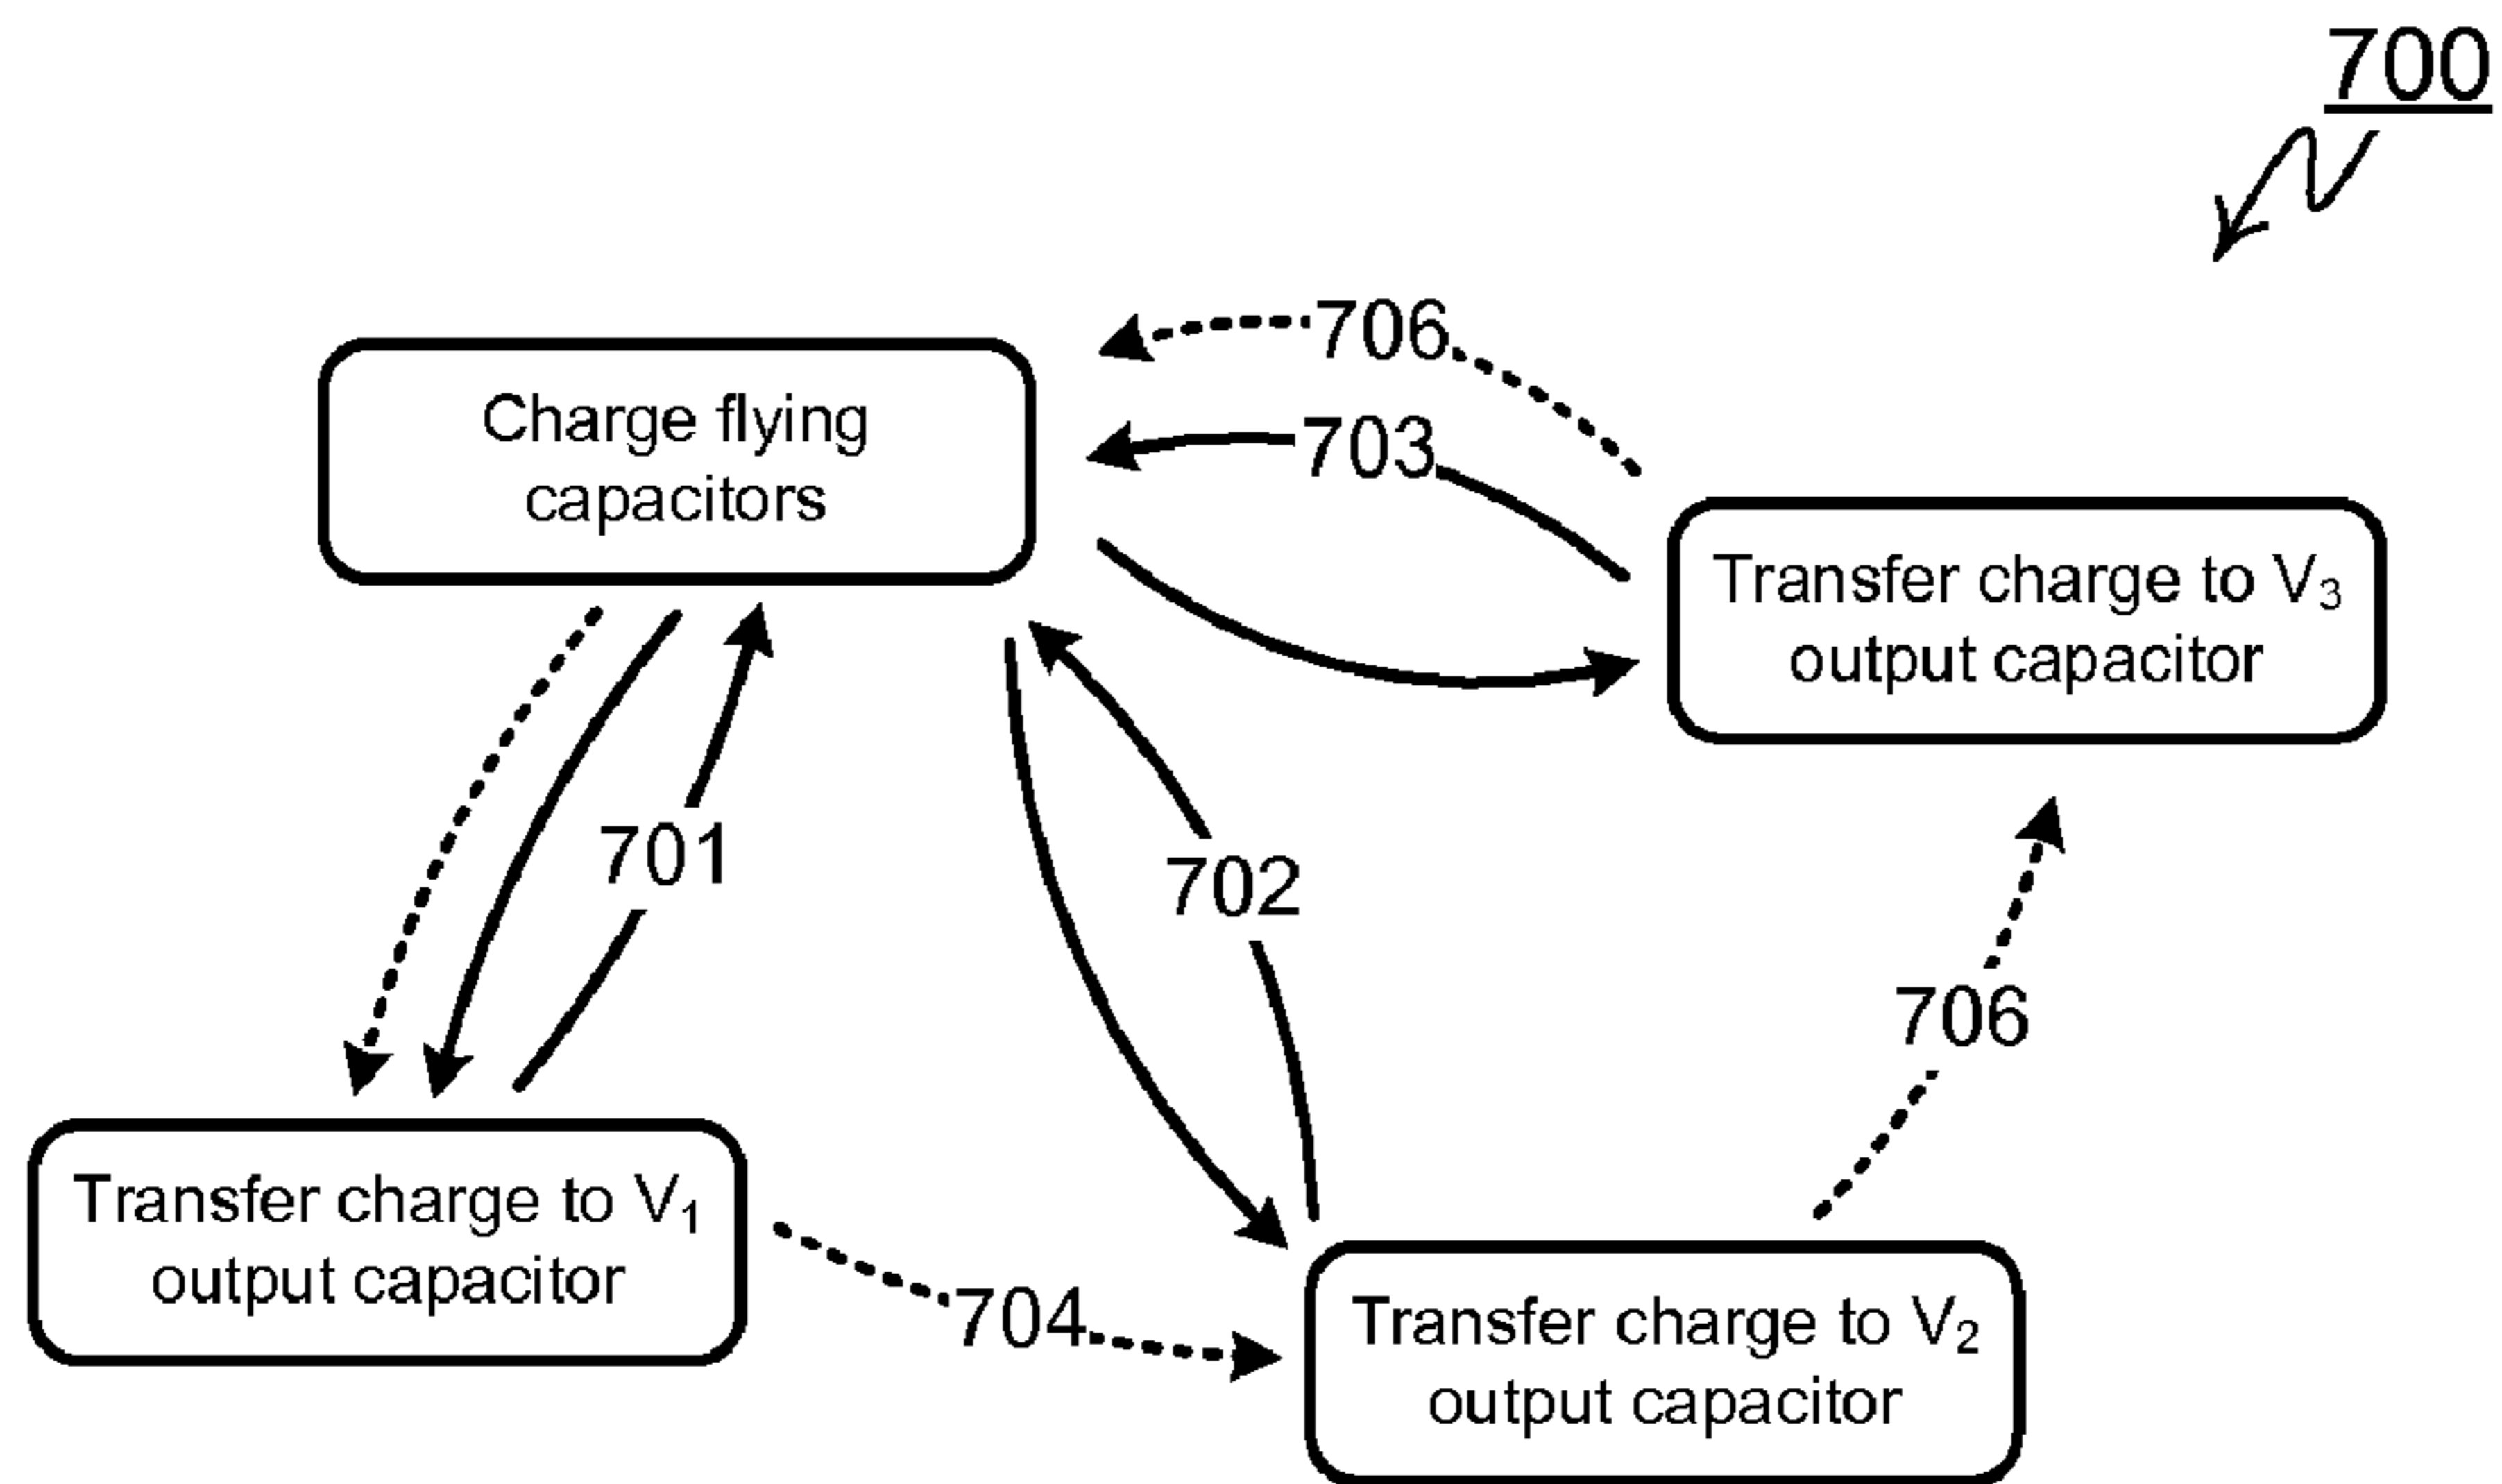 700
706
Charge flying
capacitors
703
Transfer charge to V₃
output capacitor
701
702
706
Transfer charge to V₁
output capacitor
704
Transfer charge to V₂
output capacitor